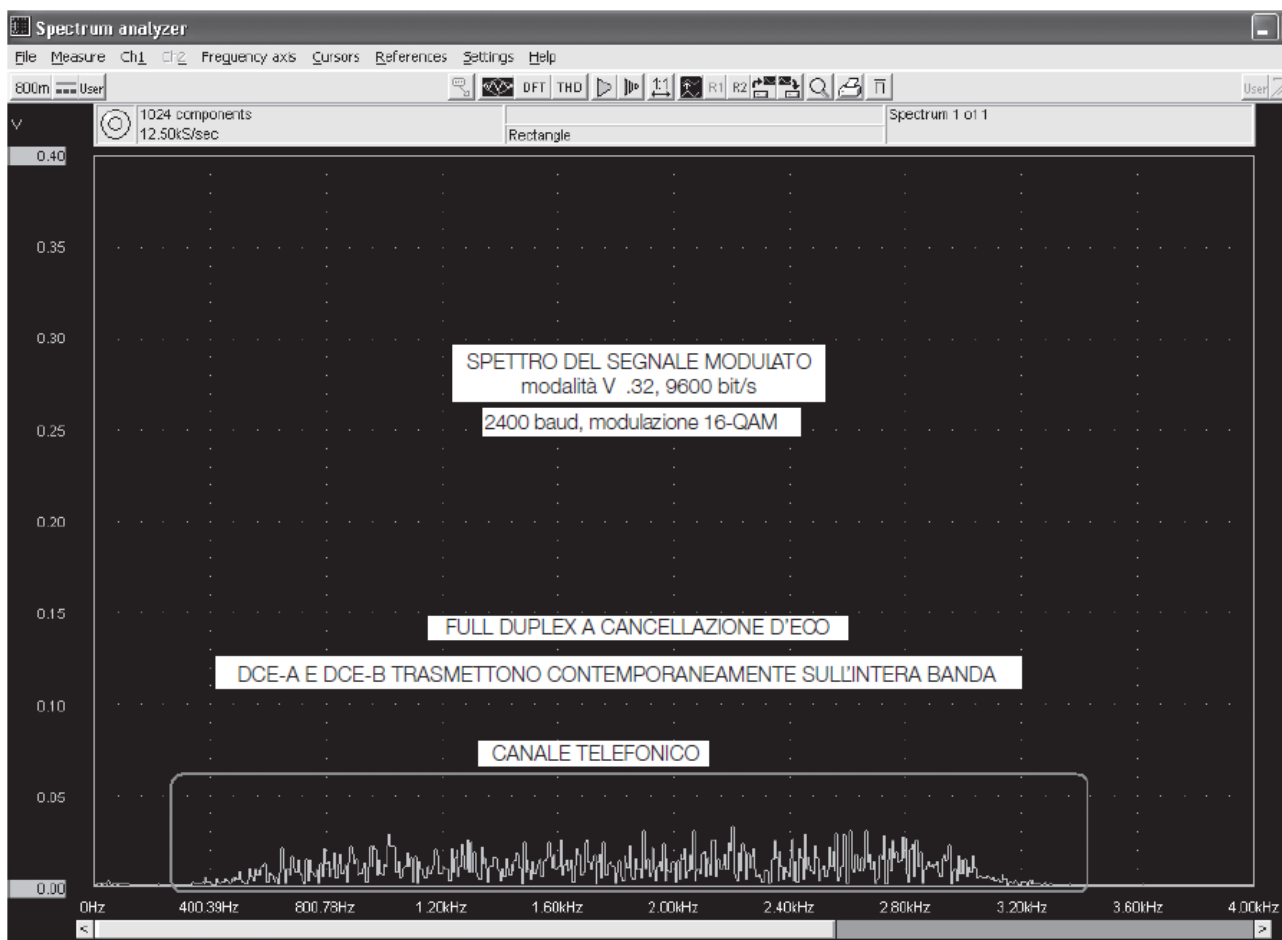 Spectrum analyzer
File Measure Ch1 Ch2 Frequency axis Cursors References Settings Help
800m User DFT THD 1:1 R1 R2 User
1024 components
12.50kS/sec
Rectangle
Spectrum 1 of 1
V
0.40
0.35
0.30
SPETTRO DEL SEGNALE MODULATO
modalità V .32, 9600 bit/s
2400 baud, modulazione 16-QAM
0.25
0.20
0.15
FULL DUPLEX A CANCELLAZIONE D'ECO
DCE-A E DCE-B TRASMETTONO CONTEMPORANEAMENTE SULL'INTERA BANDA
0.10
CANALE TELEFONICO
0.05
0.00
0Hz 400.39Hz 800.78Hz 1.20kHz 1.60kHz 2.00kHz 2.40kHz 2.80kHz 3.20kHz 3.60kHz 4.00kHz